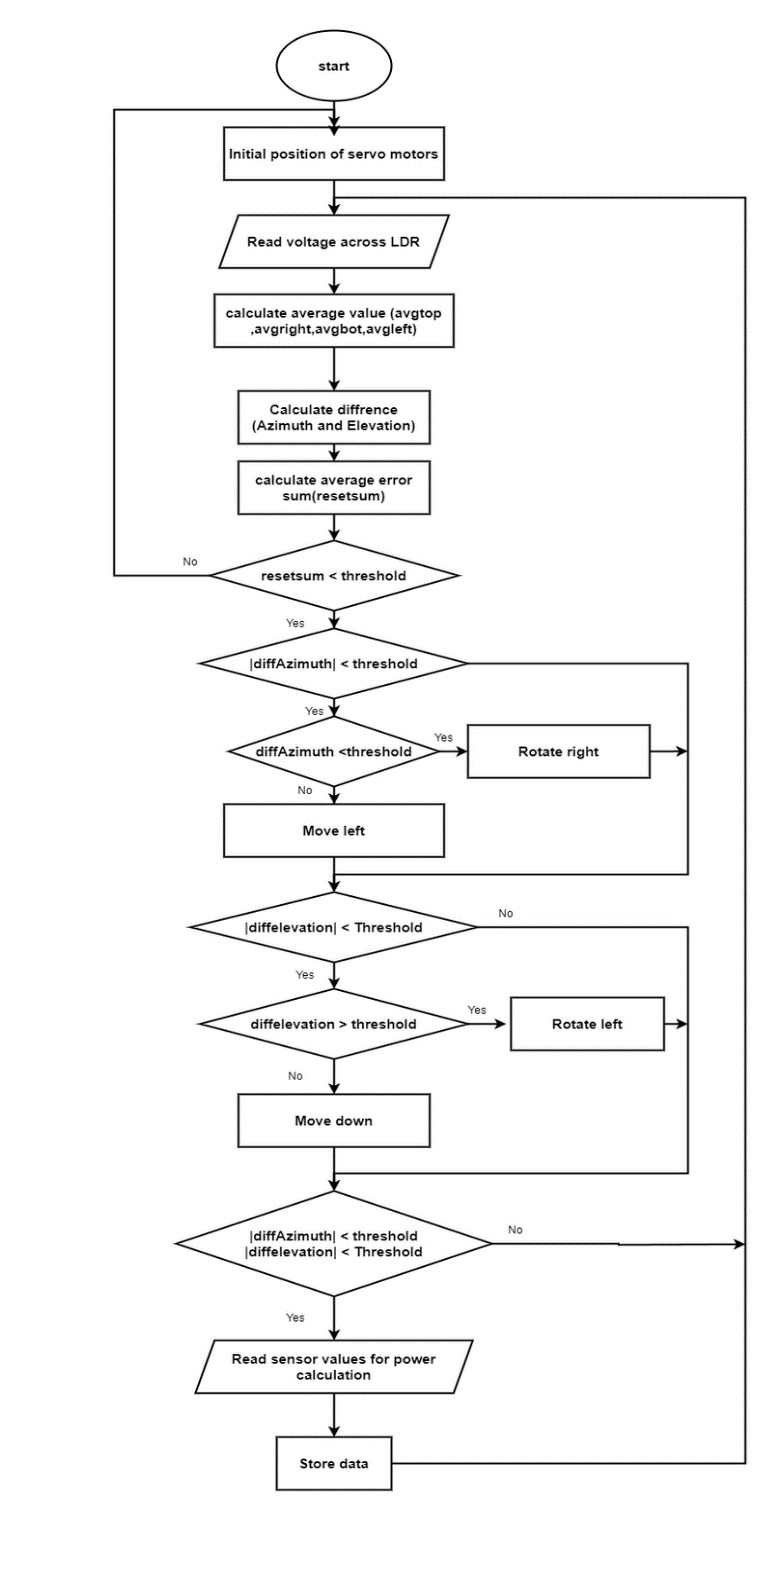 start
Initial position of servo motors
Read voltage across LDR
calculate average value (avgtop
,avgright,avgbot,avgleft)
Calculate diffrence
(Azimuth and Elevation)
calculate average error
sum(resetsum)
No
resetsum < threshold
Yes
|diffAzimuth| < threshold
Yes
diffAzimuth <threshold
Yes
Rotate right
No
Move left
|diffelevation| < Threshold
No
Yes
diffelevation > threshold
Yes
Rotate left
No
Move down
|diffAzimuth| < threshold
|diffelevation| < Threshold
No
Yes
Read sensor values for power
calculation
Store data